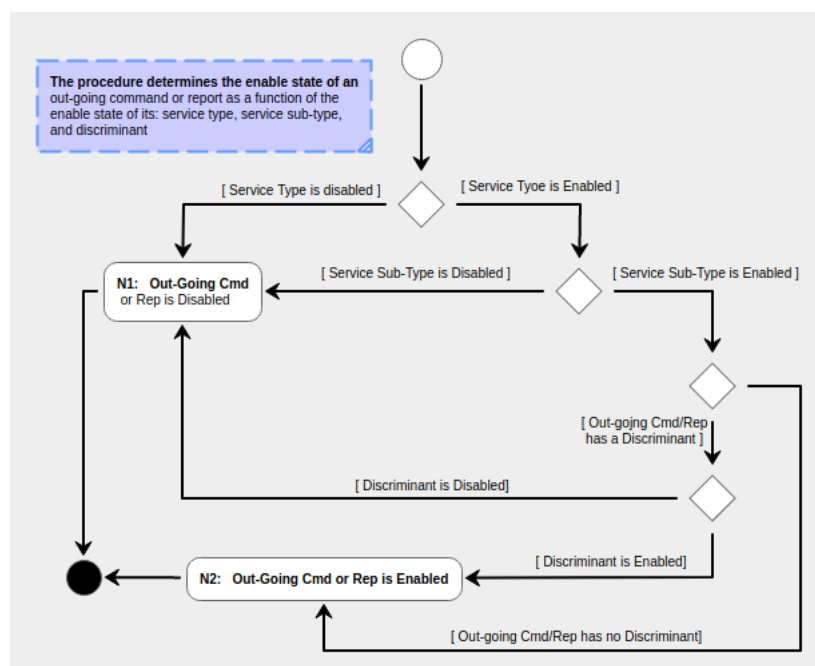 The procedure determines the enable state of an
out-going command or report as a function of the
enable state of its: service type, service sub-type,
and discriminant
[ Service Type is disabled ]
[ Service Tyoe is Enabled ]
N1: Out-Going Cmd
or Rep is Disabled
[ Service Sub-Type is Disabled ]
[ Service Sub-Type is Enabled ]
[ Out-gojng Cmd/Rep
has a Discriminant ]
[ Discriminant is Disabled]
[ Discriminant is Enabled]
N2: Out-Going Cmd or Rep is Enabled
[ Out-going Cmd/Rep has no Discriminant]